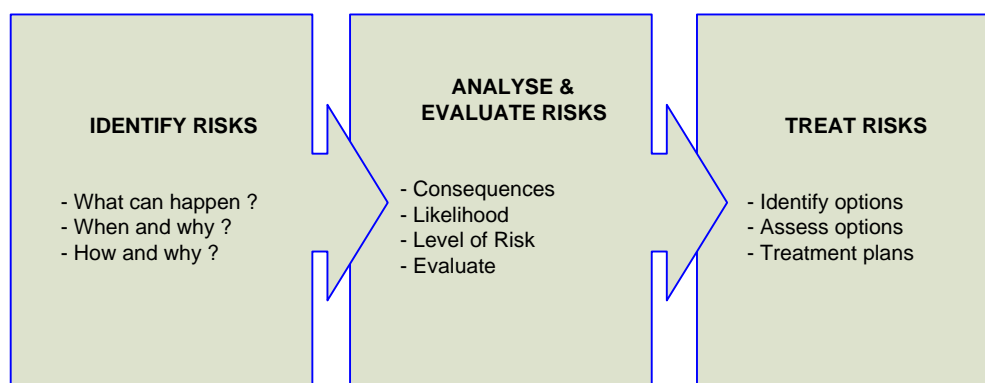 IDENTIFY RISKS
- What can happen ?
- When and why ?
- How and why ?
ANALYSE &
EVALUATE RISKS
- Consequences
- Likelihood
- Level of Risk
- Evaluate
TREAT RISKS
- Identify options
- Assess options
- Treatment plans